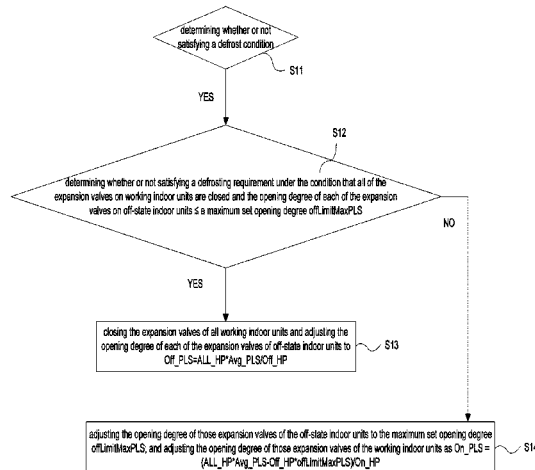 determining whether or not
satisfying a defrost condition
S11
YES
S12
determining whether or not satisfying a defrosting requirement under the condition that all of the
expansion valves on working indoor units are closed and the opening degree of each of the expansion
valves on off-state indoor units ≤ a maximum set opening degree offLimitMaxPLS
NO
YES
closing the expansion valves of all working indoor units and adjusting the
opening degree of each of the expansion valves of off-state indoor units to
Off_PLS=ALL_HP*Avg_PLS/Off_HP
S13
adjusting the opening degree of those expansion valves of the off-state indoor units to the maximum set opening degree
offLimitMaxPLS, and adjusting the opening degree of those expansion valves of the working indoor units as On_PLS =
(ALL_HP*Avg_PLS-Off_HP*offLimitMaxPLS)/On_HP
S14